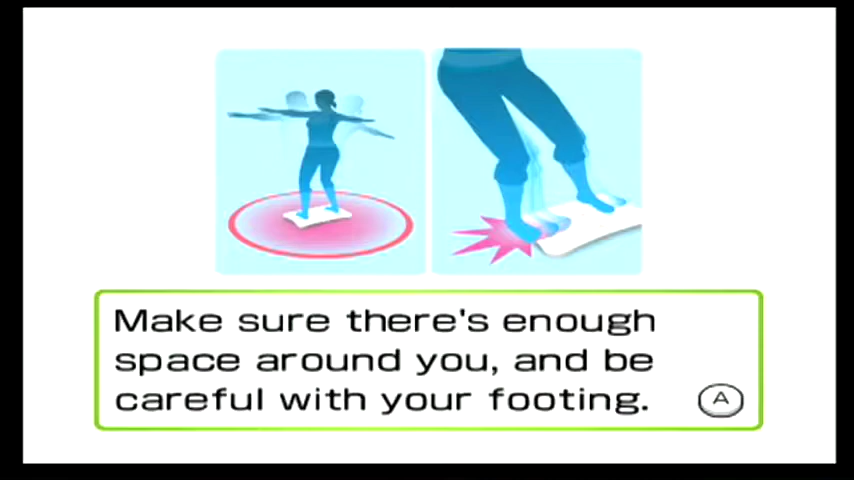 Make sure there's enough
space around you, and be
careful with your footing.
A